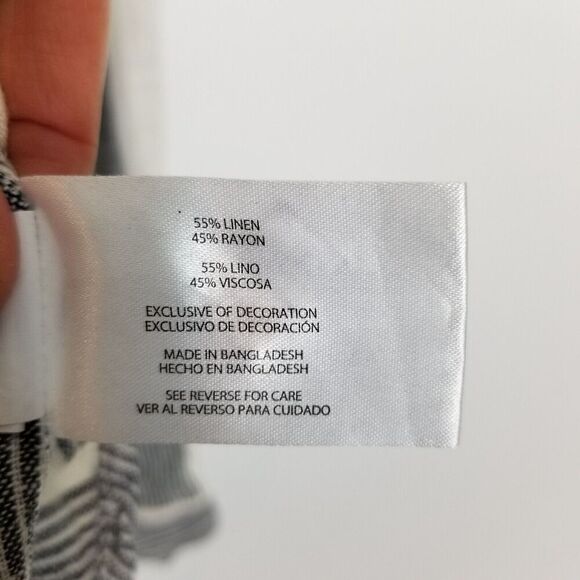 55% LINEN
45% RAYON
55% LINO
45% VISCOSA
EXCLUSIVE OF DECORATION
EXCLUSIVO DE DECORACIÓN
MADE IN BANGLADESH
HECHO EN BANGLADESH
SEE REVERSE FOR CARE
VER AL REVERSO PARA CUIDADO